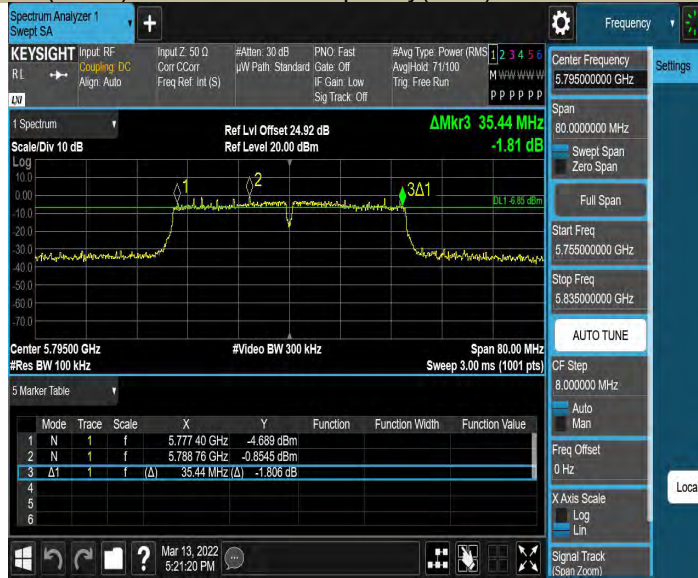 Spectrum Analyzer 1
Swept SA
+
Frequency
KEYSIGHT
RL
LXI
Input: RF
Coupling: DC
Align: Auto
Input Z: 50 Ω
Corr CCorr
Freq Ref: Int (S)
#Atten: 30 dB
µW Path: Standard
PNO: Fast
Gate: Off
IF Gain: Low
Sig Track: Off
#Avg Type: Power (RMS)
Avg|Hold: 71/100
Trig: Free Run
1 2 3 4 5 6
M W W W W W
P P P P P P
1 Spectrum
Scale/Div 10 dB
Ref Lvl Offset 24.92 dB
Ref Level 20.00 dBm
ΔMkr3 35.44 MHz
-1.81 dB
Log
10.0
0.00
-10.0
-20.0
-30.0
-40.0
-50.0
-60.0
-70.0
1
2
3Δ1
DL1 -6.85 dBm
Center 5.79500 GHz
#Video BW 300 kHz
Span 80.00 MHz
#Res BW 100 kHz
Sweep 3.00 ms (1001 pts)
5 Marker Table
Mode Trace Scale X Y Function Function Width Function Value
1 N 1 f 5.777 40 GHz -4.689 dBm
2 N 1 f 5.788 76 GHz -0.8545 dBm
3 Δ1 1 f (Δ) 35.44 MHz (Δ) -1.806 dB
4
5
6
?
Mar 13, 2022
5:21:20 PM
Center Frequency
5.795000000 GHz
Settings
Span
80.0000000 MHz
Swept Span
Zero Span
Full Span
Start Freq
5.755000000 GHz
Stop Freq
5.835000000 GHz
AUTO TUNE
CF Step
8.000000 MHz
Auto
Man
Freq Offset
0 Hz
X Axis Scale
Log
Lin
Signal Track
(Span Zoom)
Loca